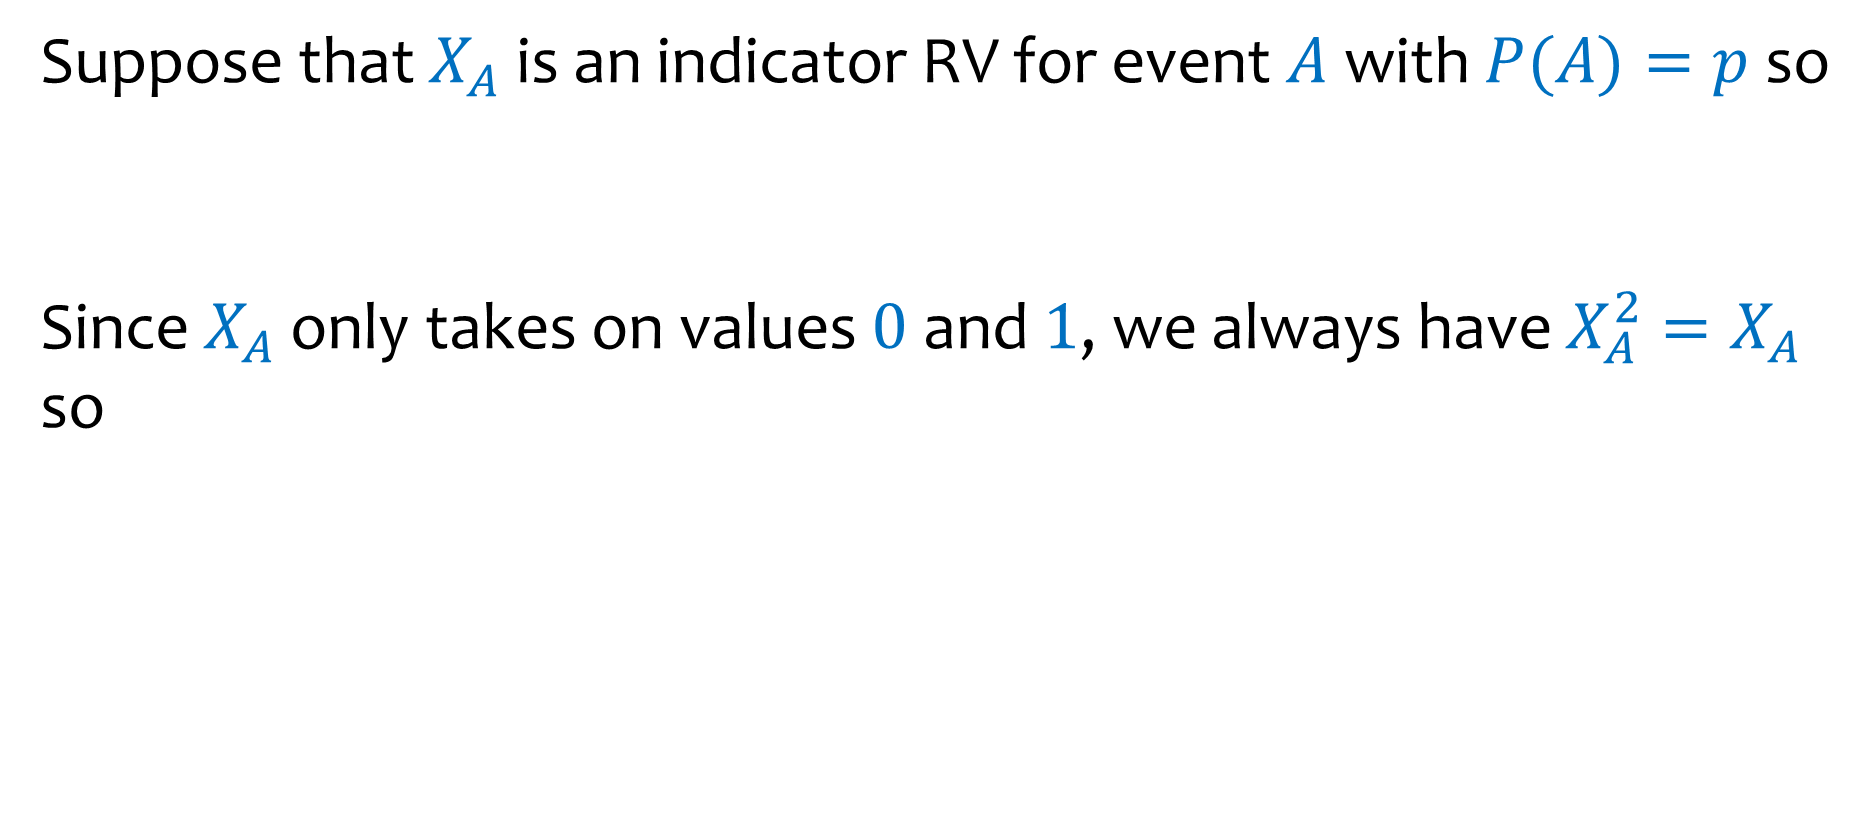 Suppose that X_A is an indicator RV for event A with P(A) = p so
Since X_A only takes on values 0 and 1, we always have X_A^2 = X_A
so